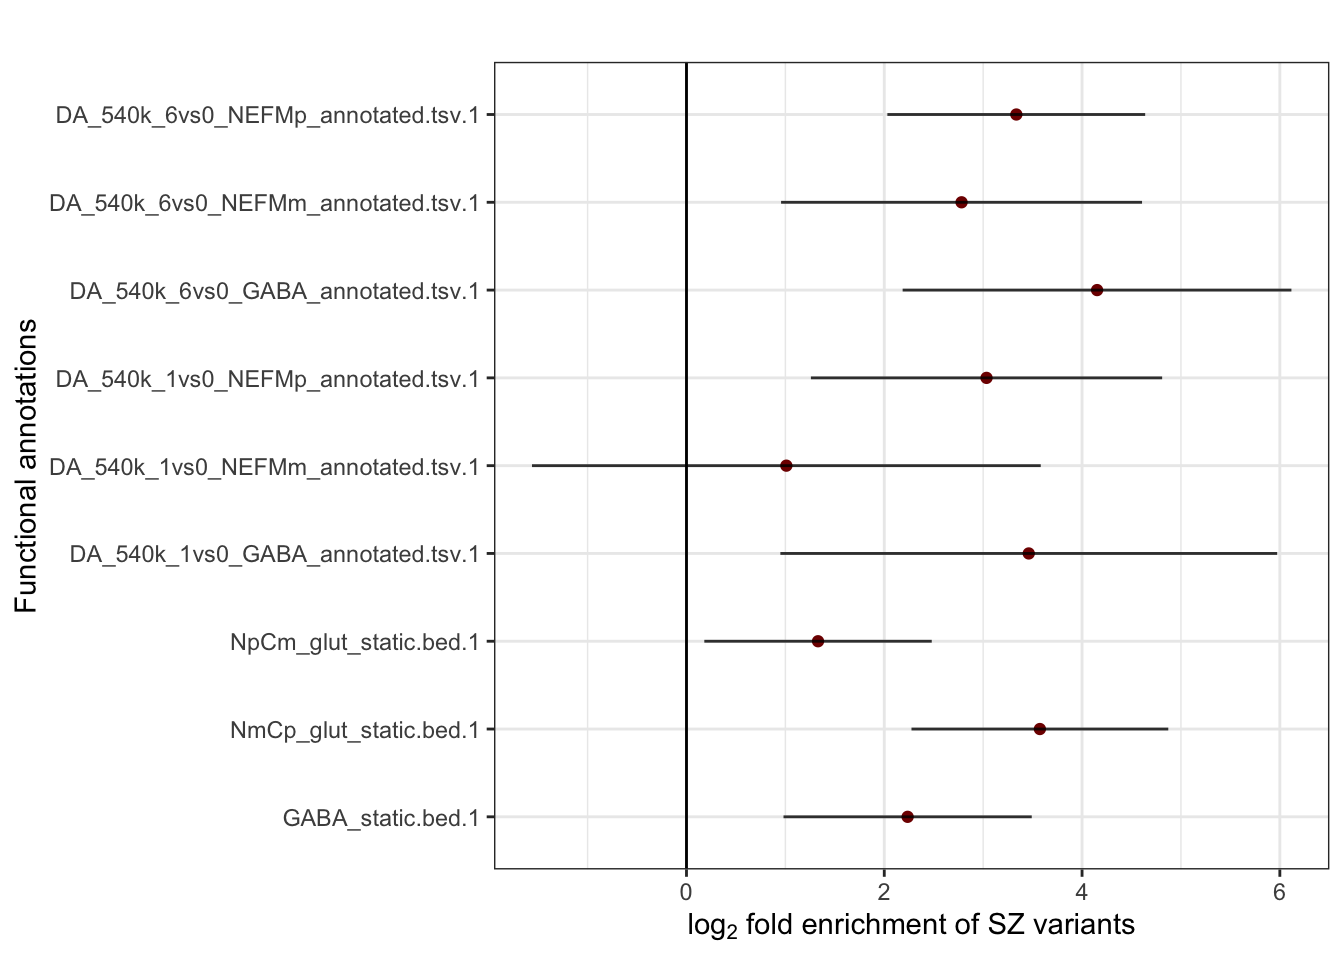 Functional annotations
DA_540k_6vs0_NEFMp_annotated.tsv.1
DA_540k_6vs0_NEFMm_annotated.tsv.1
DA_540k_6vs0_GABA_annotated.tsv.1
DA_540k_1vs0_NEFMp_annotated.tsv.1
DA_540k_1vs0_NEFMm_annotated.tsv.1
DA_540k_1vs0_GABA_annotated.tsv.1
NpCm_glut_static.bed.1
NmCp_glut_static.bed.1
GABA_static.bed.1
0 2 4 6
log₂ fold enrichment of SZ variants